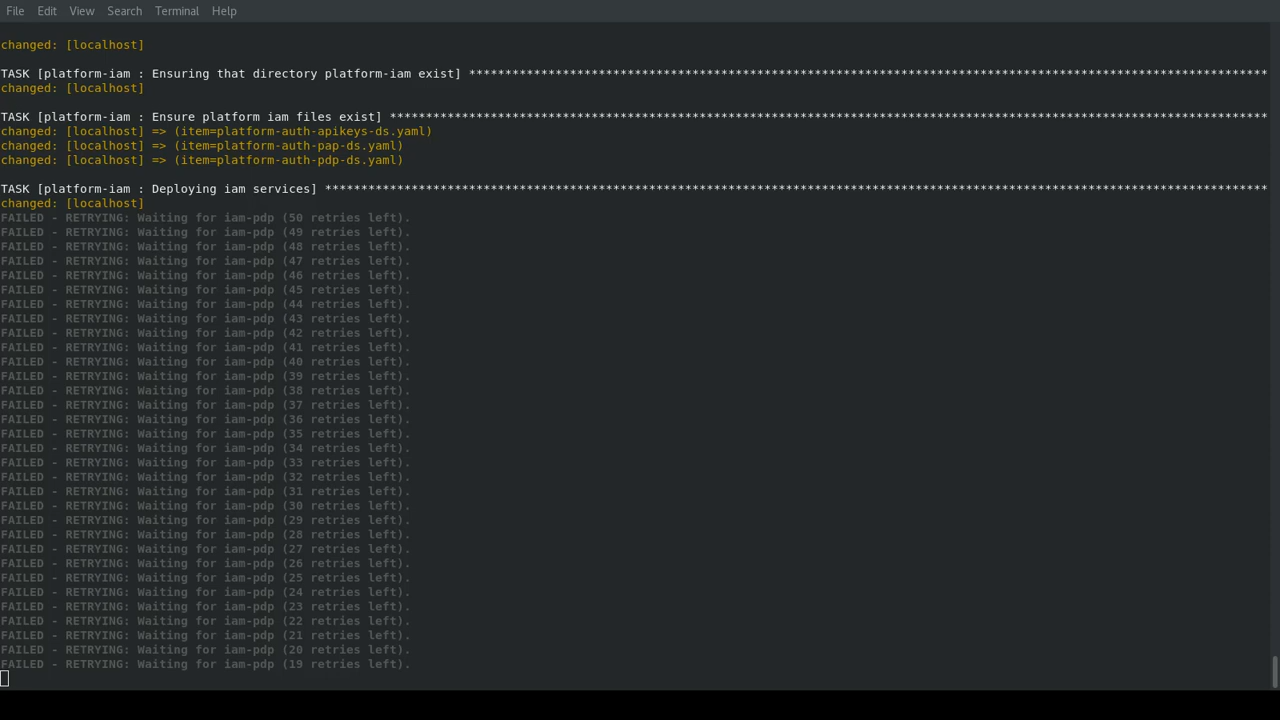 File Edit View Search Terminal Help
changed: [localhost]
TASK [platform-iam : Ensuring that directory platform-iam exist] ***************************************************************************************************************
changed: [localhost]
TASK [platform-iam : Ensure platform iam files exist] **************************************************************************************************************************
changed: [localhost] => (item=platform-auth-apikeys-ds.yaml)
changed: [localhost] => (item=platform-auth-pap-ds.yaml)
changed: [localhost] => (item=platform-auth-pdp-ds.yaml)
TASK [platform-iam : Deploying iam services] ***********************************************************************************************************************************
changed: [localhost]
FAILED - RETRYING: Waiting for iam-pdp (50 retries left).
FAILED - RETRYING: Waiting for iam-pdp (49 retries left).
FAILED - RETRYING: Waiting for iam-pdp (48 retries left).
FAILED - RETRYING: Waiting for iam-pdp (47 retries left).
FAILED - RETRYING: Waiting for iam-pdp (46 retries left).
FAILED - RETRYING: Waiting for iam-pdp (45 retries left).
FAILED - RETRYING: Waiting for iam-pdp (44 retries left).
FAILED - RETRYING: Waiting for iam-pdp (43 retries left).
FAILED - RETRYING: Waiting for iam-pdp (42 retries left).
FAILED - RETRYING: Waiting for iam-pdp (41 retries left).
FAILED - RETRYING: Waiting for iam-pdp (40 retries left).
FAILED - RETRYING: Waiting for iam-pdp (39 retries left).
FAILED - RETRYING: Waiting for iam-pdp (38 retries left).
FAILED - RETRYING: Waiting for iam-pdp (37 retries left).
FAILED - RETRYING: Waiting for iam-pdp (36 retries left).
FAILED - RETRYING: Waiting for iam-pdp (35 retries left).
FAILED - RETRYING: Waiting for iam-pdp (34 retries left).
FAILED - RETRYING: Waiting for iam-pdp (33 retries left).
FAILED - RETRYING: Waiting for iam-pdp (32 retries left).
FAILED - RETRYING: Waiting for iam-pdp (31 retries left).
FAILED - RETRYING: Waiting for iam-pdp (30 retries left).
FAILED - RETRYING: Waiting for iam-pdp (29 retries left).
FAILED - RETRYING: Waiting for iam-pdp (28 retries left).
FAILED - RETRYING: Waiting for iam-pdp (27 retries left).
FAILED - RETRYING: Waiting for iam-pdp (26 retries left).
FAILED - RETRYING: Waiting for iam-pdp (25 retries left).
FAILED - RETRYING: Waiting for iam-pdp (24 retries left).
FAILED - RETRYING: Waiting for iam-pdp (23 retries left).
FAILED - RETRYING: Waiting for iam-pdp (22 retries left).
FAILED - RETRYING: Waiting for iam-pdp (21 retries left).
FAILED - RETRYING: Waiting for iam-pdp (20 retries left).
FAILED - RETRYING: Waiting for iam-pdp (19 retries left).